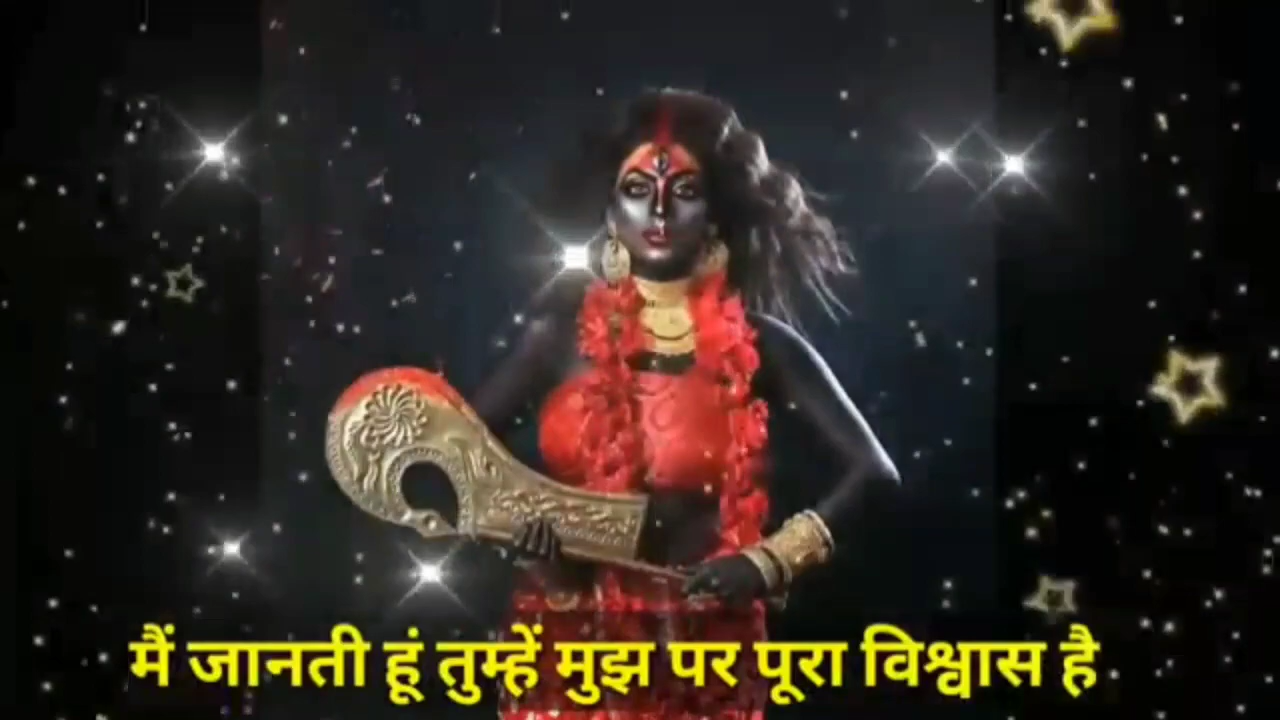 मैं जानती हूं तुम्हें मुझ पर पूरा विश्वास है